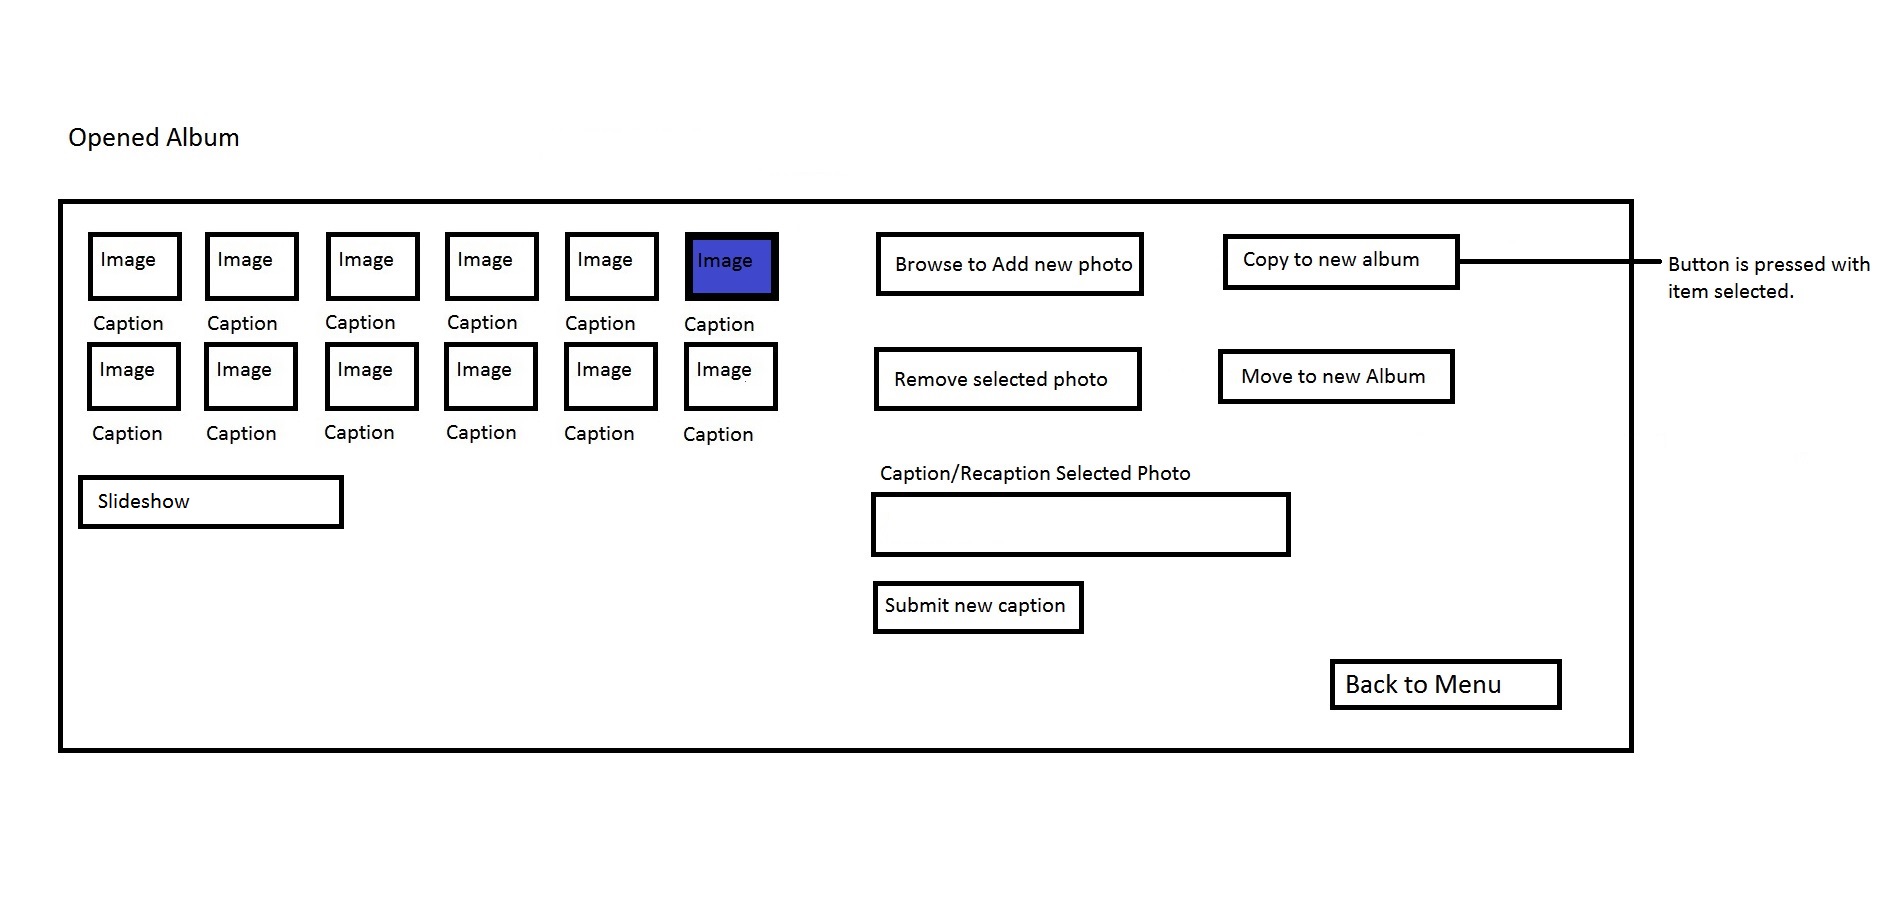 Opened Album
Image Image Image Image Image Image
Caption Caption Caption Caption Caption Caption
Image Image Image Image Image Image
Caption Caption Caption Caption Caption Caption
Slideshow
Browse to Add new photo
Copy to new album
Button is pressed with
item selected.
Remove selected photo
Move to new Album
Caption/Recaption Selected Photo
Submit new caption
Back to Menu